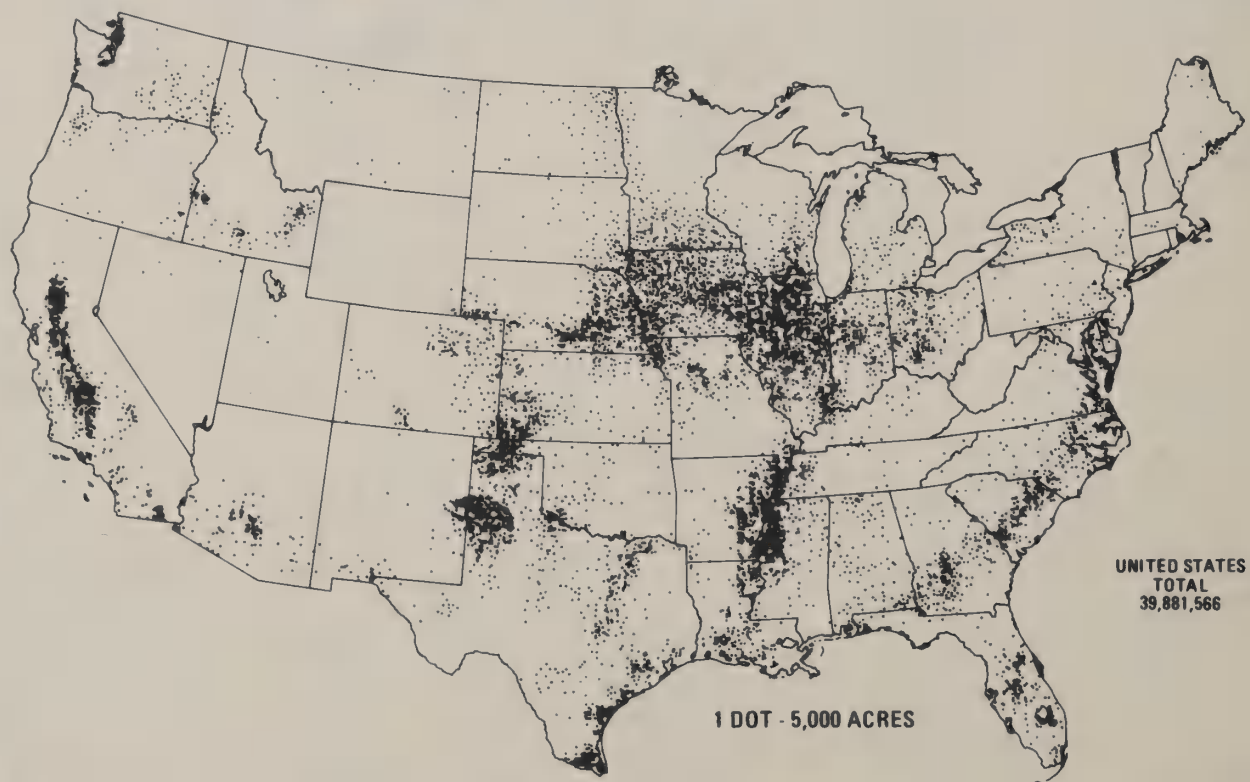 UNITED STATES
TOTAL
39,881,566
1 DOT - 5,000 ACRES